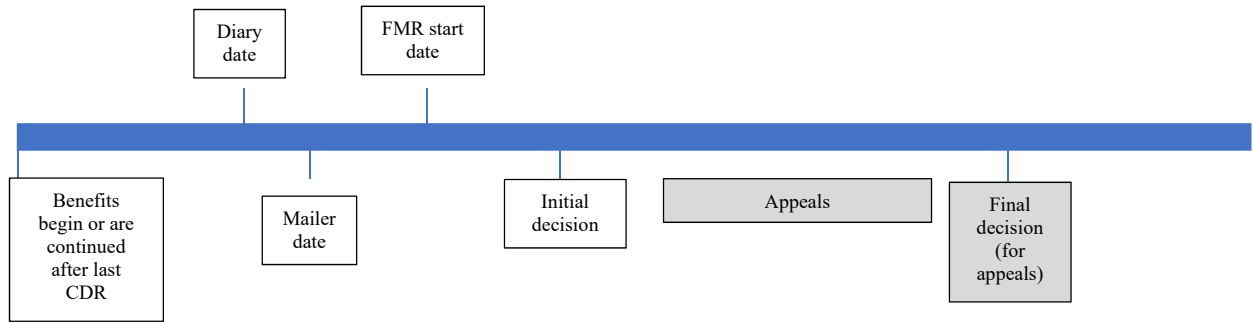 Diary
date
FMR start
date
Benefits
begin or are
continued
after last
CDR
Mailer
date
Initial
decision
Appeals
Final
decision
(for
appeals)